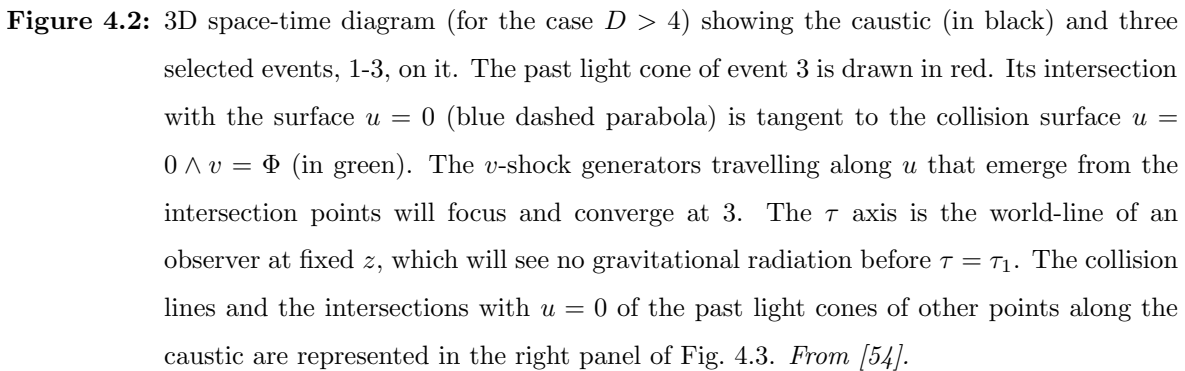 Figure 4.2: 3D space-time diagram (for the case D > 4) showing the caustic (in black) and three
selected events, 1-3, on it. The past light cone of event 3 is drawn in red. Its intersection
with the surface u = 0 (blue dashed parabola) is tangent to the collision surface u =
0 ∧ v = Φ (in green). The v-shock generators travelling along u that emerge from the
intersection points will focus and converge at 3. The τ axis is the world-line of an
observer at fixed z, which will see no gravitational radiation before τ = τ₁. The collision
lines and the intersections with u = 0 of the past light cones of other points along the
caustic are represented in the right panel of Fig. 4.3. From [54].